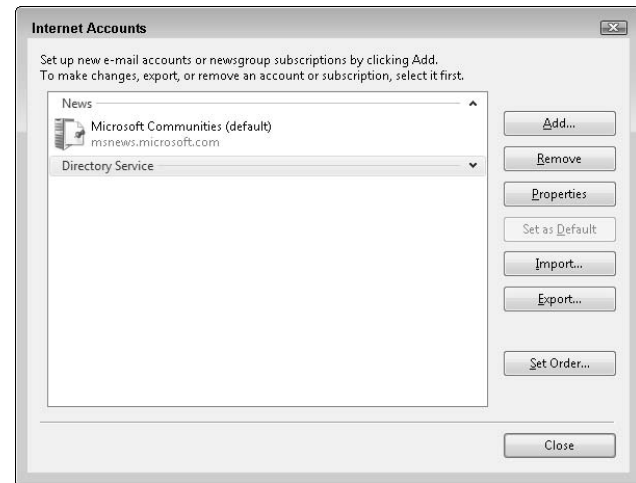 Internet Accounts
Set up new e-mail accounts or newsgroup subscriptions by clicking Add.
To make changes, export, or remove an account or subscription, select it first.
News
Microsoft Communities (default)
msnews.microsoft.com
Directory Service
Add...
Remove
Properties
Set as Default
Import...
Export...
Set Order...
Close